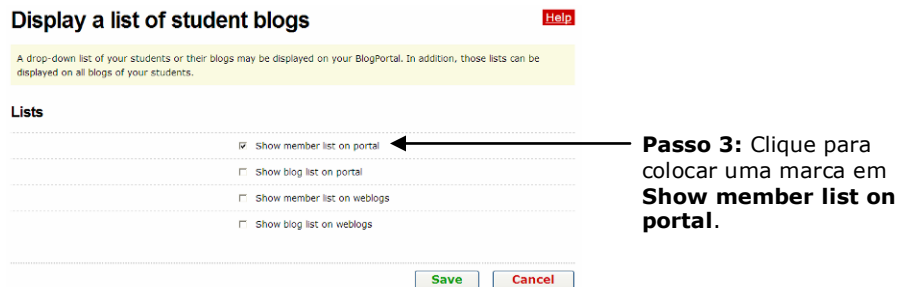 Display a list of student blogs
Help
A drop-down list of your students or their blogs may be displayed on your BlogPortal. In addition, those lists can be
displayed on all blogs of your students.
Lists
Show member list on portal
Show blog list on portal
Show member list on weblogs
Show blog list on weblogs
Save
Cancel
Passo 3: Clique para
colocar uma marca em
Show member list on
portal.